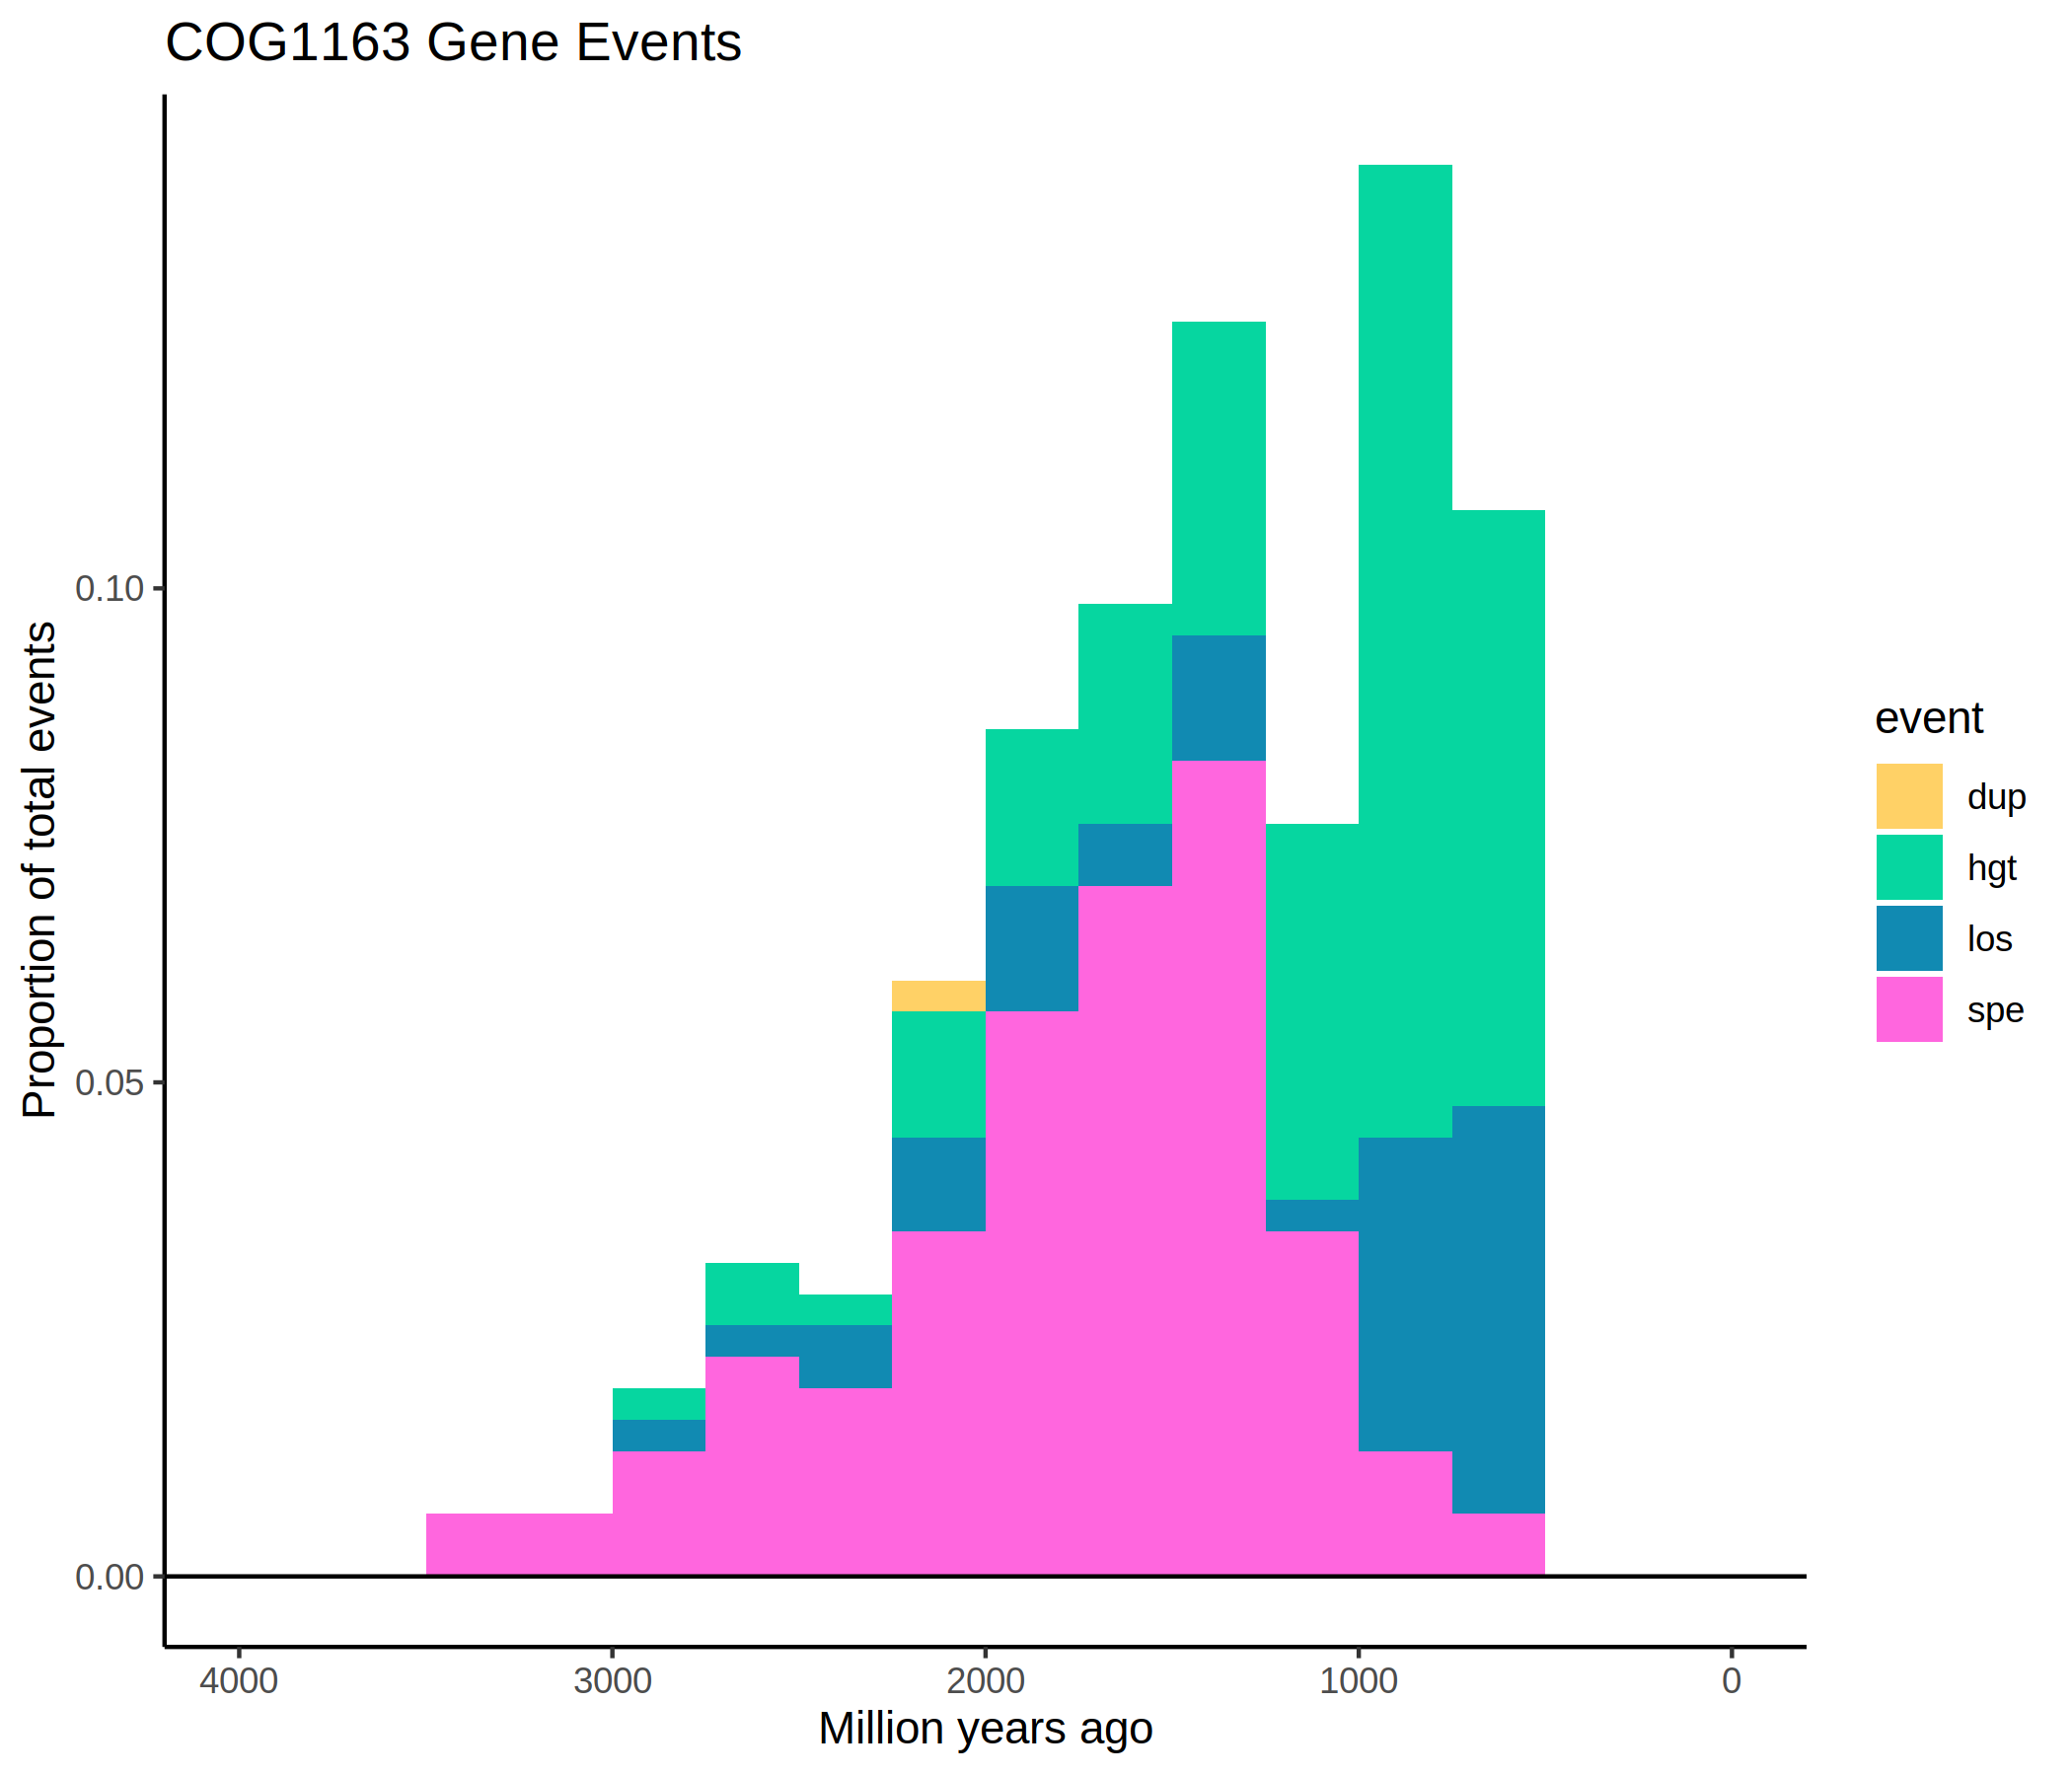 COG1163 Gene Events
Proportion of total events
0.10
0.05
0.00
4000 3000 2000 1000 0
Million years ago
event
dup
hgt
los
spe